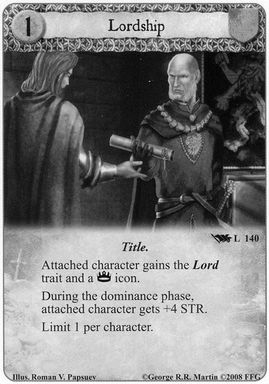 1
Lordship
L 140
Title.
Attached character gains the Lord
trait and a icon.
During the dominance phase,
attached character gets +4 STR.
Limit 1 per character.
Illus. Roman V. Papsuev
©George R.R. Martin ©2008 FFG